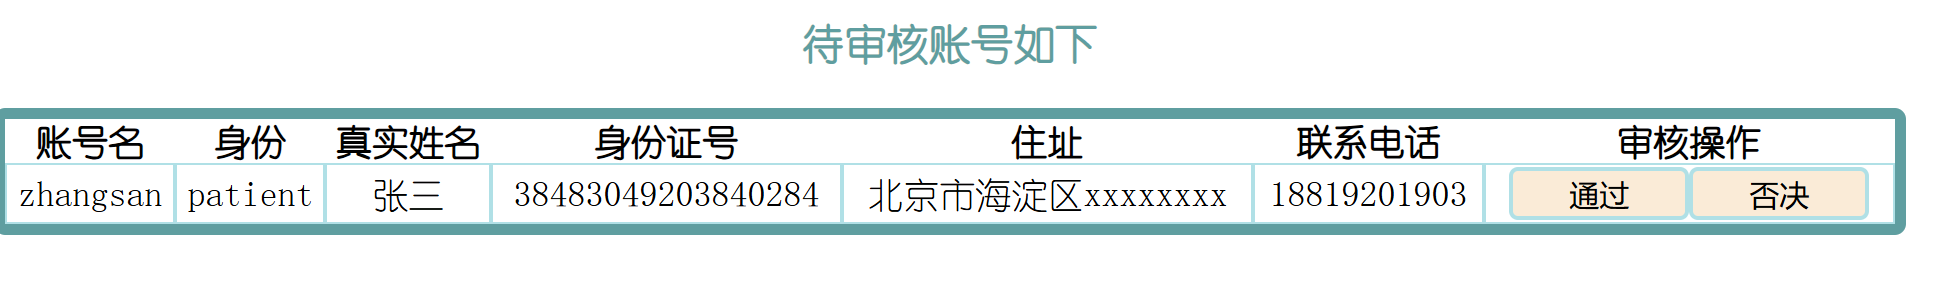 待审核账号如下
账号名 身份 真实姓名 身份证号 住址 联系电话 审核操作
zhangsan patient 张三 38483049203840284 北京市海淀区xxxxxxxx 18819201903 通过 否决